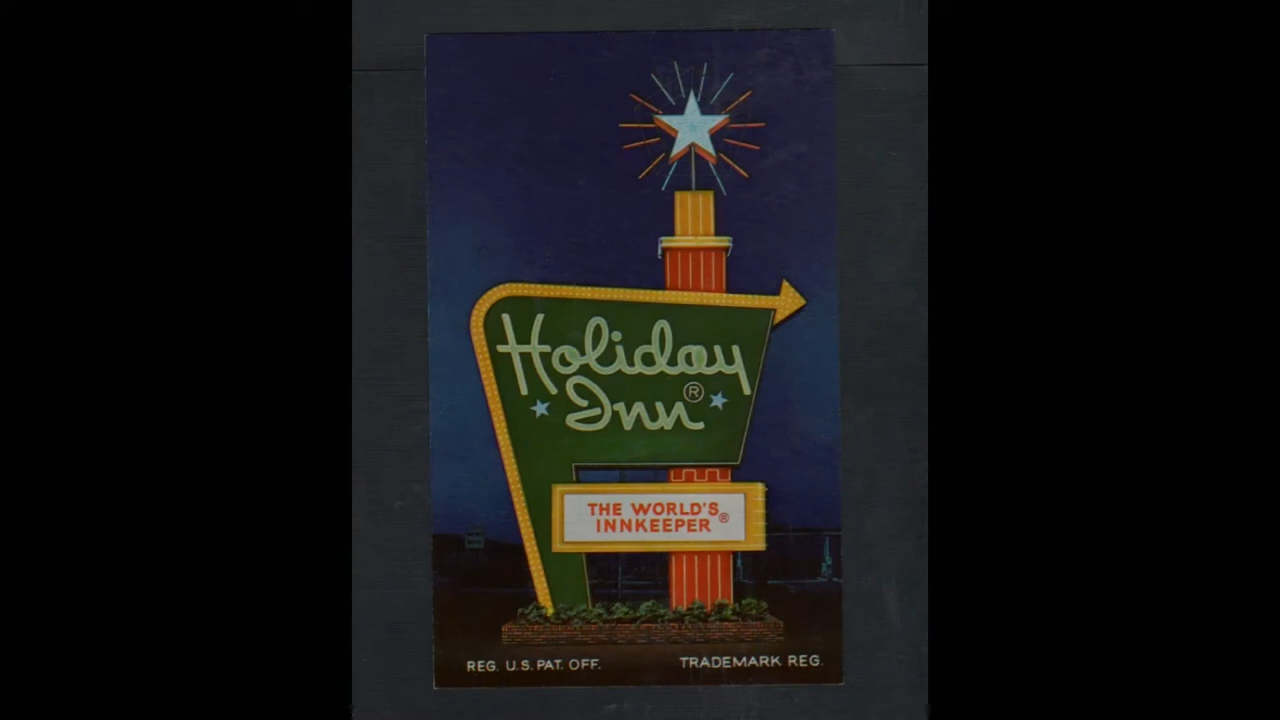 Holiday
Inn®
THE WORLD'S
INNKEEPER®
REG. U.S. PAT. OFF.
TRADEMARK REG.